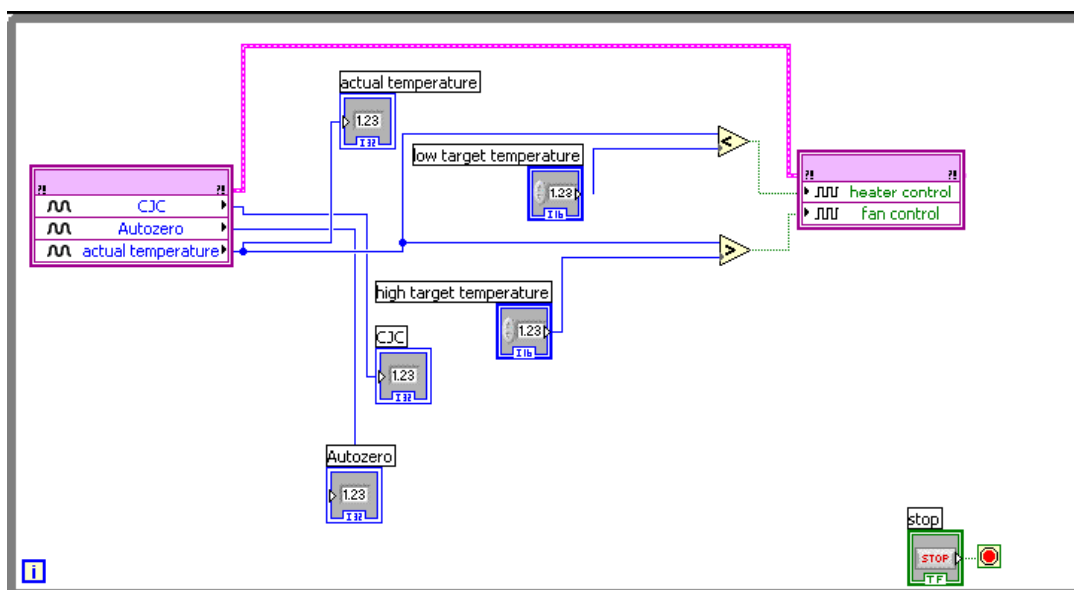 actual temperature
1.23
I32
low target temperature
1.23
I16
?!
?!
CJC
Autozero
actual temperature
<
?!
?!
heater control
fan control
>
high target temperature
1.23
I16
CJC
1.23
I32
Autozero
1.23
I32
stop
STOP
TF
i